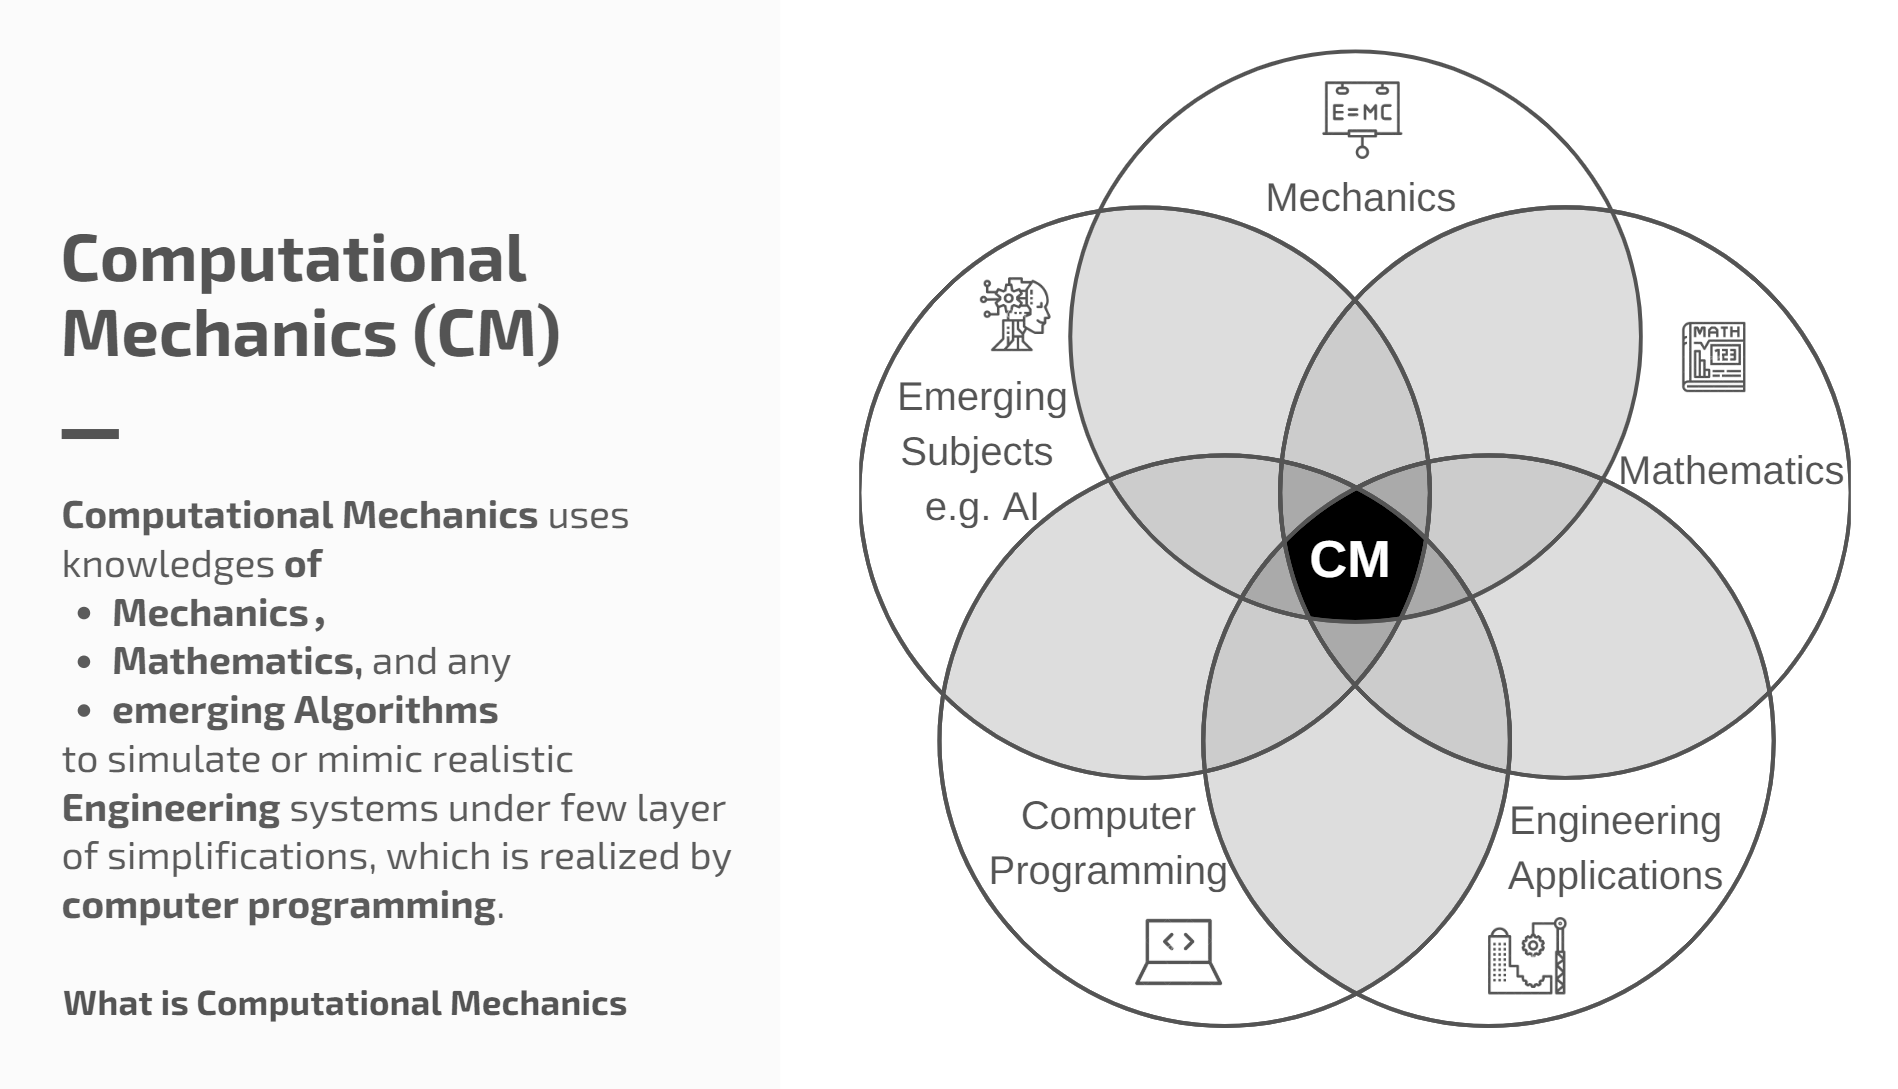 Computational
Mechanics (CM)
Computational Mechanics uses
knowledges of
• Mechanics,
• Mathematics, and any
• emerging Algorithms
to simulate or mimic realistic
Engineering systems under few layer
of simplifications, which is realized by
computer programming.
What is Computational Mechanics
E=MC
Mechanics
Emerging
Subjects
e.g. AI
MATH
123
Mathematics
CM
Computer
Programming
Engineering
Applications